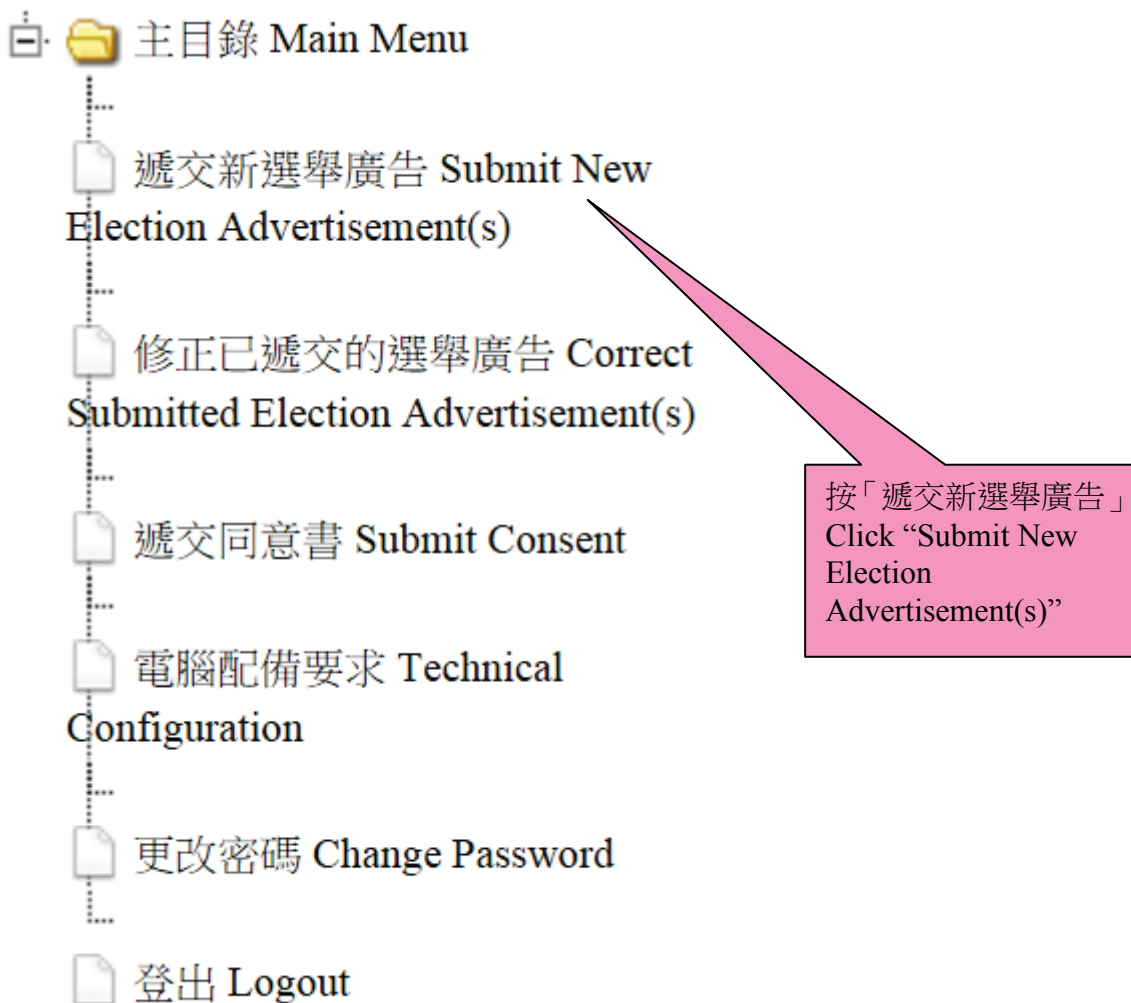 主目錄 Main Menu
遞交新選舉廣告 Submit New
Election Advertisement(s)
修正已遞交的選舉廣告 Correct
Submitted Election Advertisement(s)
遞交同意書 Submit Consent
電腦配備要求 Technical
Configuration
更改密碼 Change Password
登出 Logout
按「遞交新選舉廣告」
Click “Submit New
Election
Advertisement(s)”